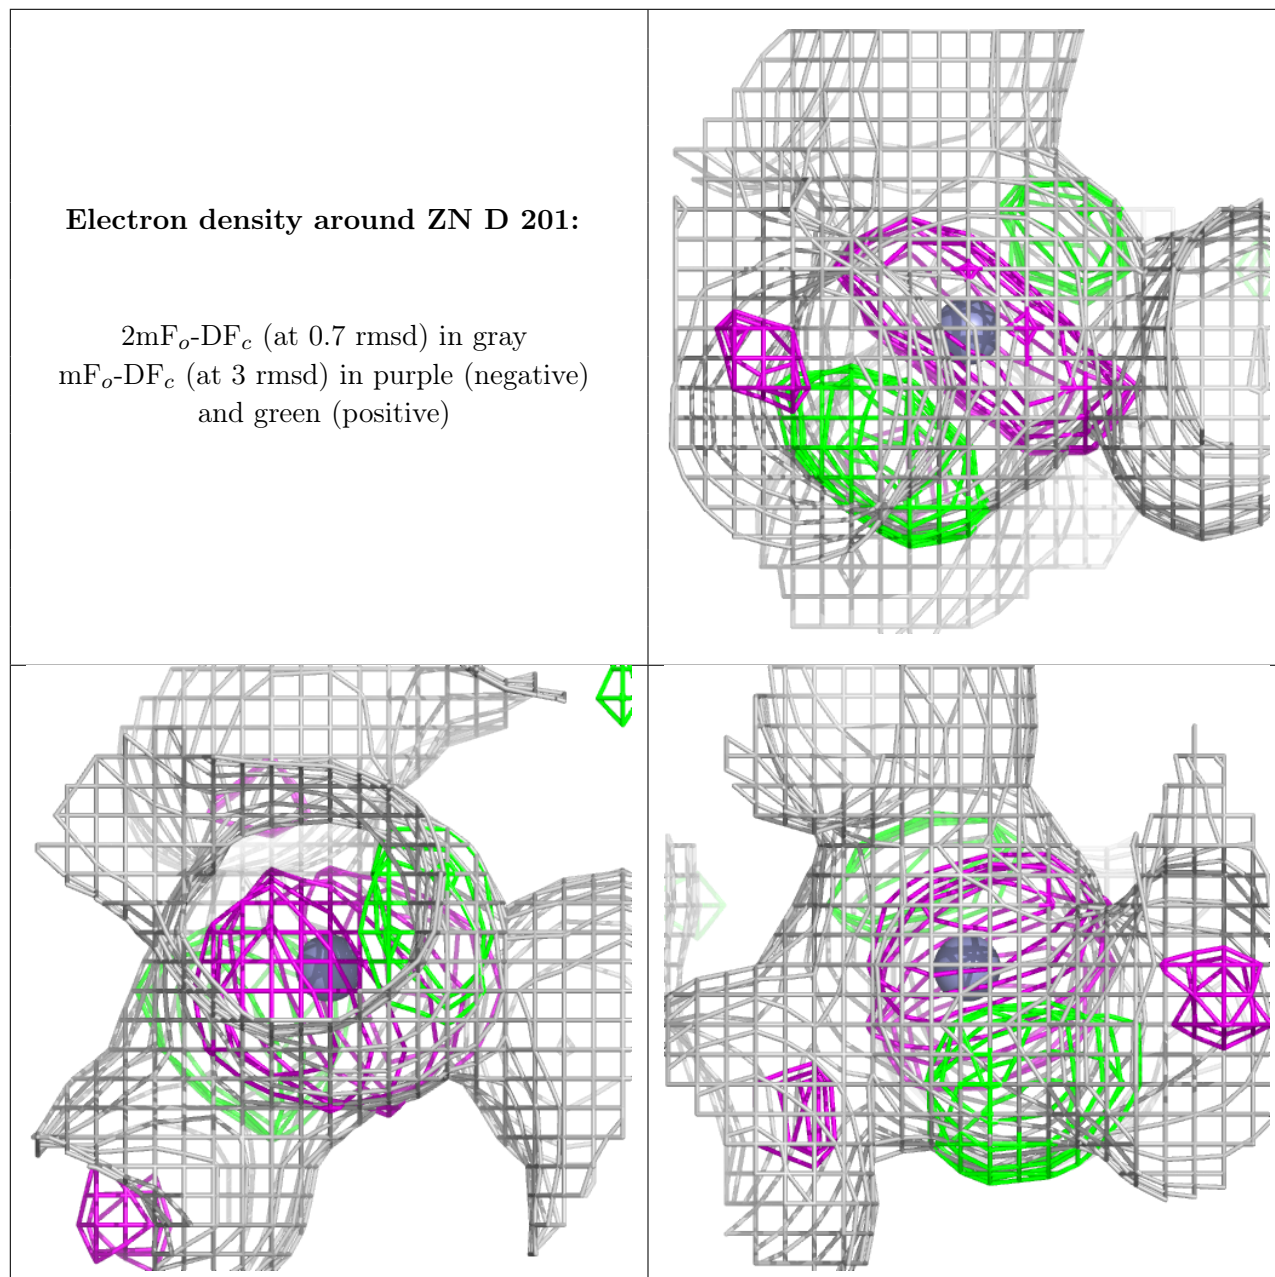 Electron density around ZN D 201:
2mFo-DFc (at 0.7 rmsd) in gray
mFo-DFc (at 3 rmsd) in purple (negative)
and green (positive)